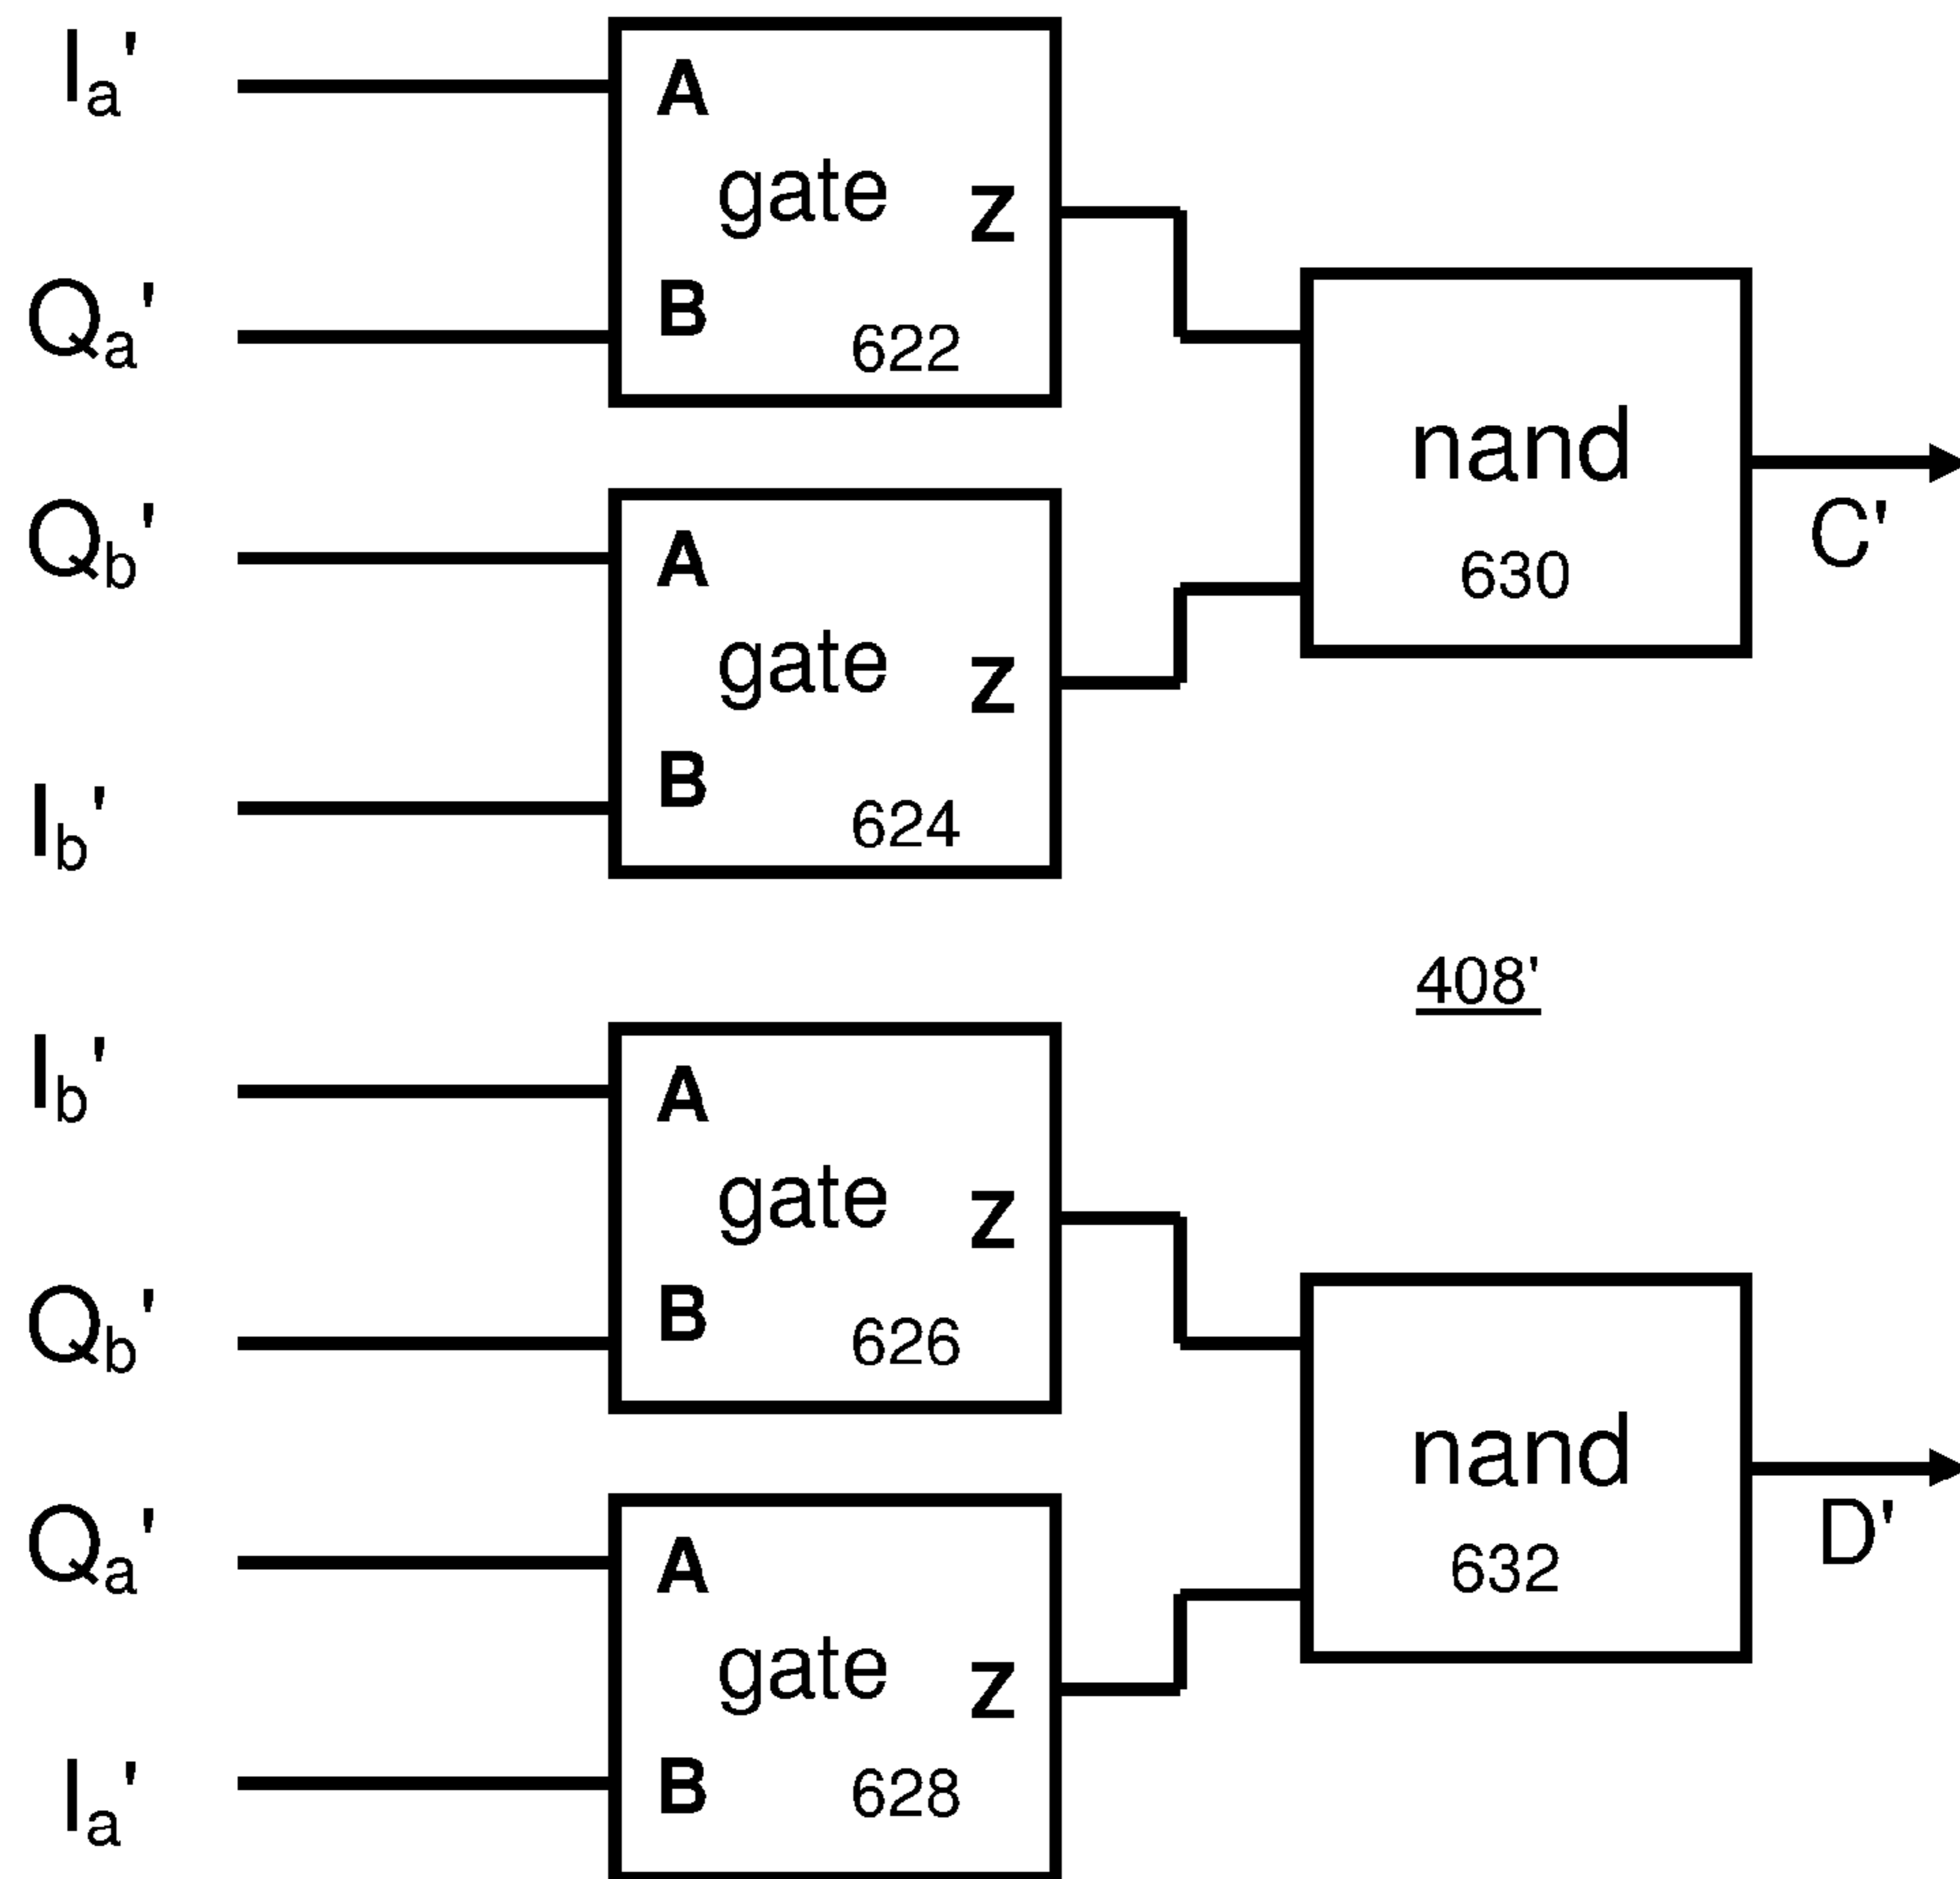 Ia'
A
gate
Z
Qa'
B
622
nand
630
C'
Qb'
A
gate
Z
Ib'
B
624
408'
Ib'
A
gate
Z
Qb'
B
626
nand
632
D'
Qa'
A
gate
Z
Ia'
B
628